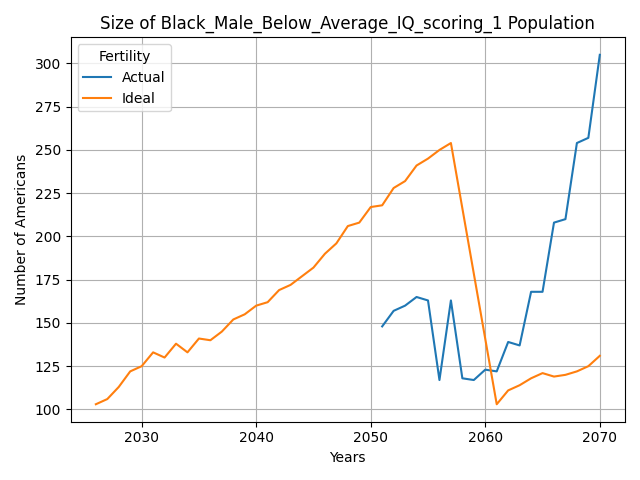 Size of Black_Male_Below_Average_IQ_scoring_1 Population
Fertility
Actual
Ideal
Number of Americans
300
275
250
225
200
175
150
125
100
2030
2040
2050
2060
2070
Years